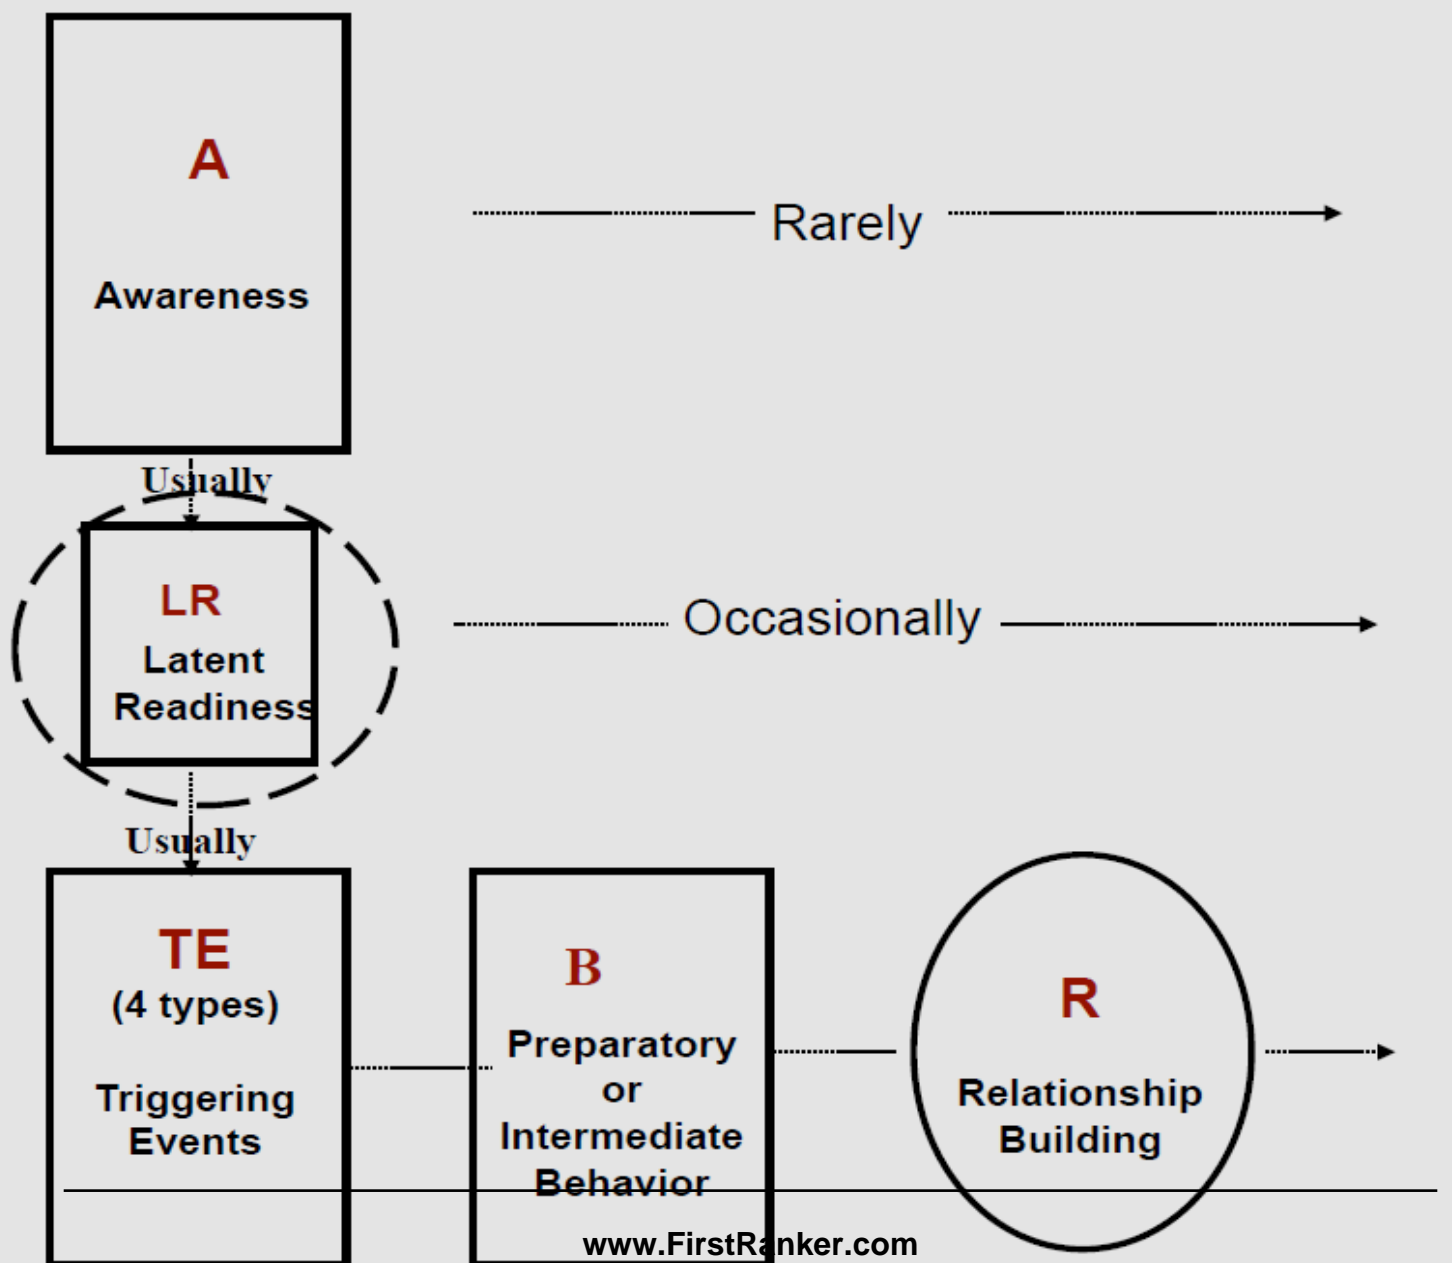 A
Awareness
Rarely
Usually
LR
Latent
Readiness
Occasionally
Usually
TE
(4 types)
Triggering
Events
B
Preparatory
or
Intermediate
Behavior
R
Relationship
Building
www.FirstRanker.com